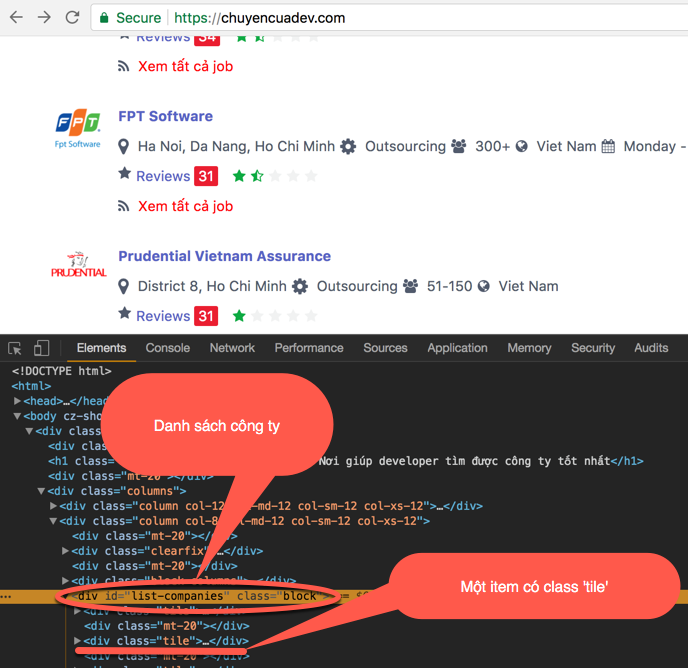 Secure https://chuyencuadev.com
Reviews 34
Xem tất cả job
FPT
Fpt Software
FPT Software
Ha Noi, Da Nang, Ho Chi Minh Outsourcing 300+ Viet Nam Monday -
Reviews 31
Xem tất cả job
PRUDENTIAL
Prudential Vietnam Assurance
District 8, Ho Chi Minh Outsourcing 51-150 Viet Nam
Reviews 31
Elements Console Network Performance Sources Application Memory Security Audits
<!DOCTYPE html>
<html>
▶<head>…</head>
▼<body cz-sho
▼<div class
<div clas
<h1 class= Nơi giúp developer tìm được công ty tốt nhất</h1>
<div class="mt-20"></div>
▼<div class="columns">
▶<div class="column col-12 -md-12 col-sm-12 col-xs-12">…</div>
▼<div class="column col-8 l-md-12 col-sm-12 col-xs-12">
<div class="mt-20"></div>
▶<div class="clearfix …</div>
<div class="mt-20"></div>
▶<div class="block columns">…</div>
<div id="list-companies" class="block">
<div class="tile">…</div>
<div class="mt-20"></div>
▶<div class="tile">…</div>
<div class="mt-20"></div>
Danh sách công ty
Một item có class 'tile'